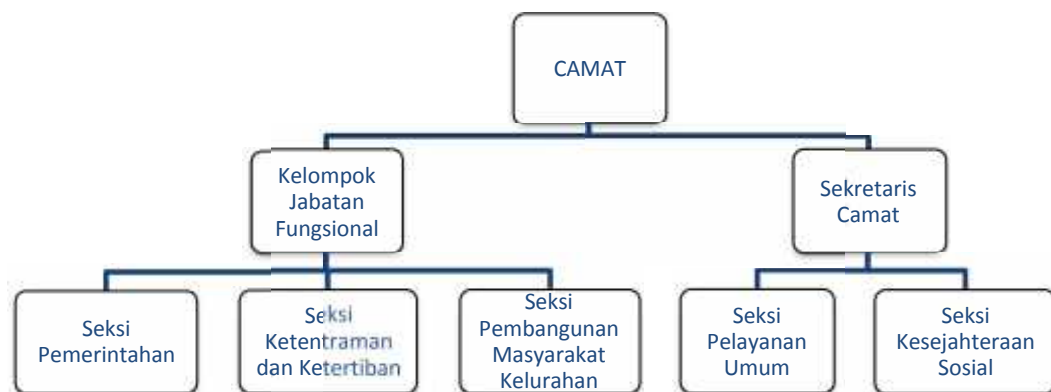 CAMAT
Kelompok
Jabatan
Fungsional
Sekretaris
Camat
Seksi
Pemerintahan
Seksi
Ketentraman
dan Ketertiban
Seksi
Pembangunan
Masyarakat
Kelurahan
Seksi
Pelayanan
Umum
Seksi
Kesejahteraan
Sosial